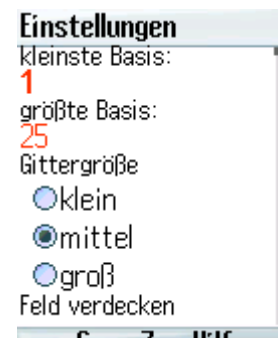 Einstellungen
kleinste Basis:
1
größte Basis:
25
Gittergröße
klein
mittel
groß
Feld verdecken